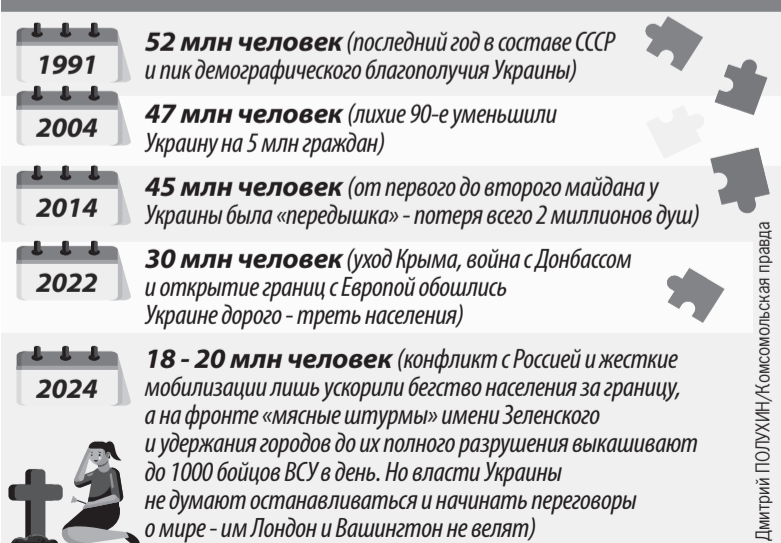 1991
52 млн человек (последний год в составе СССР
и пик демографического благополучия Украины)
2004
47 млн человек (лихие 90-е уменьшили
Украину на 5 млн граждан)
2014
45 млн человек (от первого до второго майдана у
Украины была «передышка» - потеря всего 2 миллионов душ)
2022
30 млн человек (уход Крыма, война с Донбассом
и открытие границ с Европой обошлись
Украине дорого - треть населения)
2024
18 - 20 млн человек (конфликт с Россией и жесткие
мобилизации лишь ускорили бегство населения за границу,
а на фронте «мясные штурмы» имени Зеленского
и удержания городов до их полного разрушения выкашивают
до 1000 бойцов ВСУ в день. Но власти Украины
не думают останавливаться и начинать переговоры
о мире - им Лондон и Вашингтон не велят)
Дмитрий ПОЛУХИН/Комсомольская правда